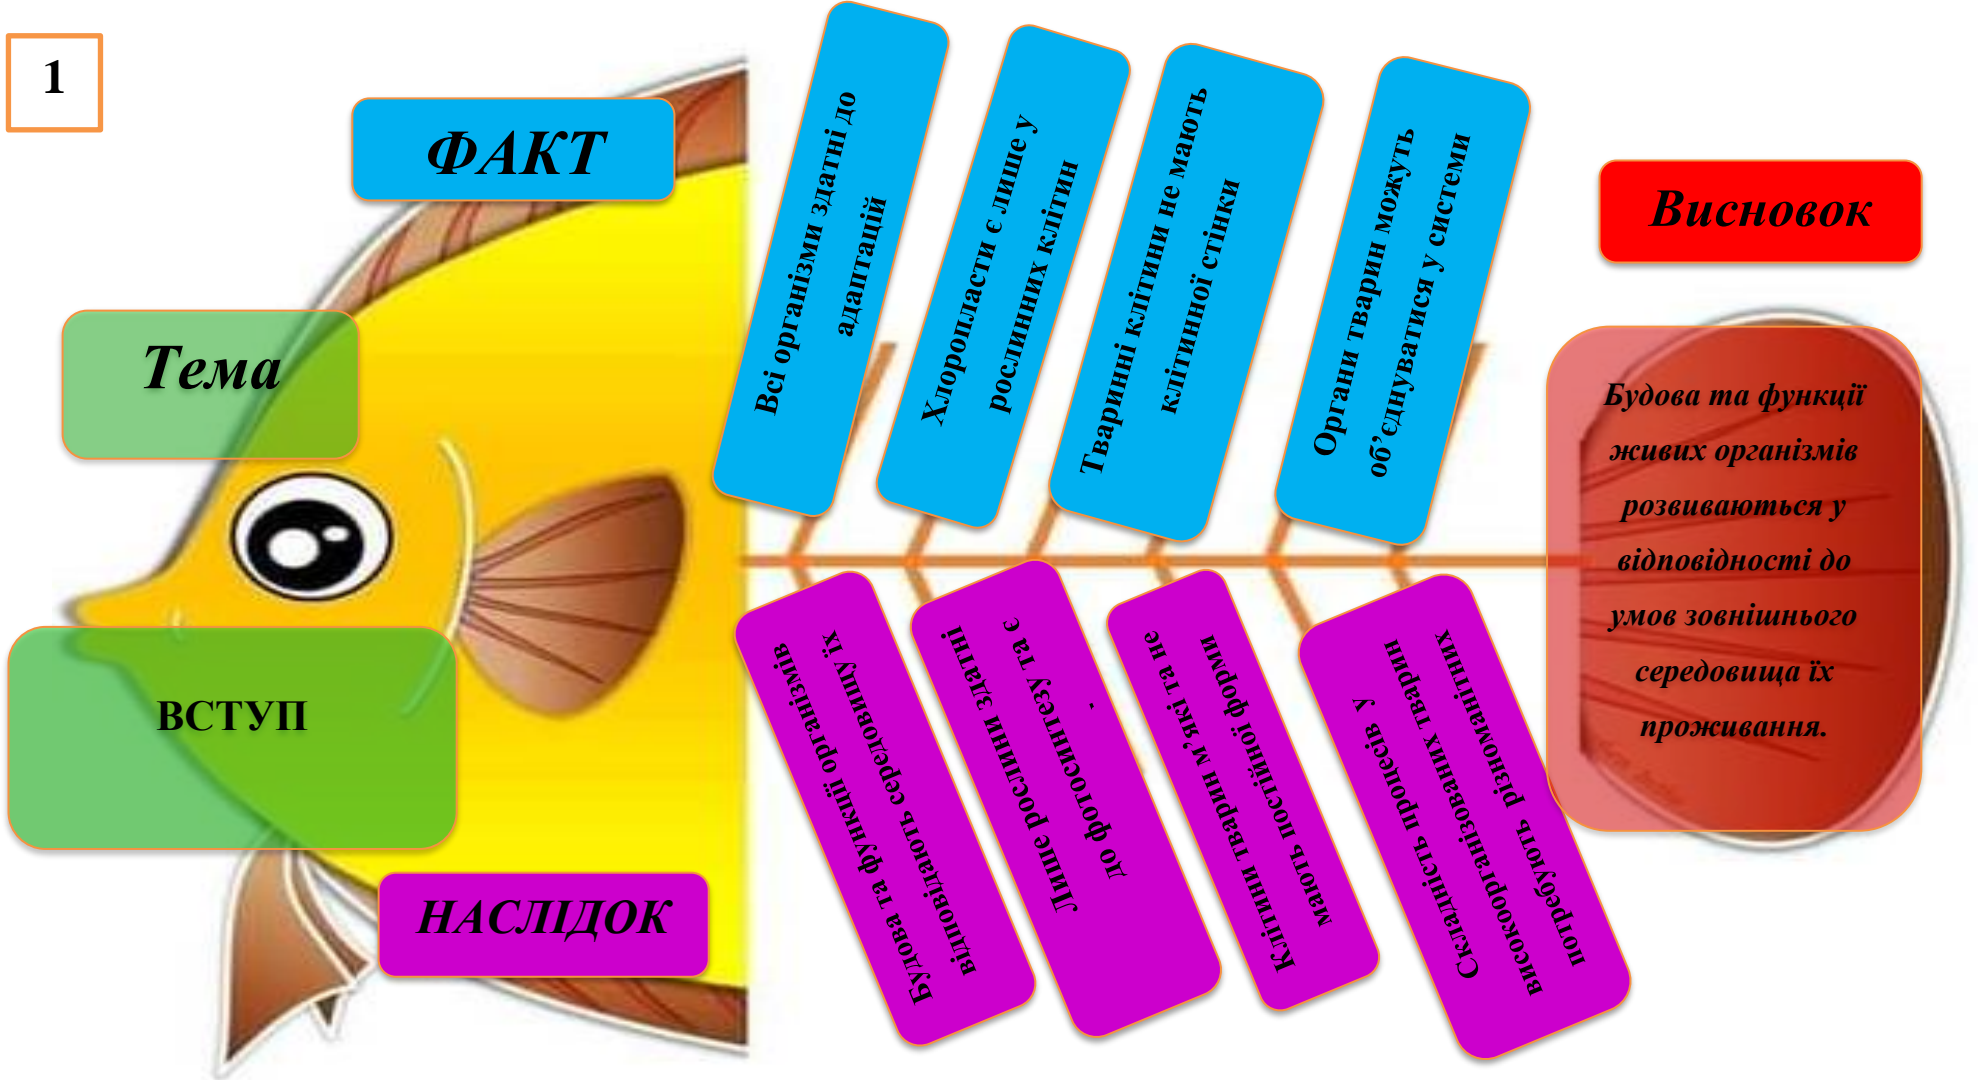 1
ФАКТ
Тема
ВСТУП
НАСЛІДОК
Всі організми здатні до
адаптацій
Хлоропласти є лише у
рослинних клітин
Тваринні клітини не мають
клітинної стінки
Органи тварин можуть
об’єднуватися у системи
Будова та функції організмів
відповідають середовищу їх
Лише рослини здатні
до фотосинтезу та є
.
Клітини тварин м’які та не
мають постійної форми
Складність процесів у
високоорганізованих тварин
потребують різноманітних
Висновок
Будова та функції
живих організмів
розвиваються у
відповідності до
умов зовнішнього
середовища їх
проживання.